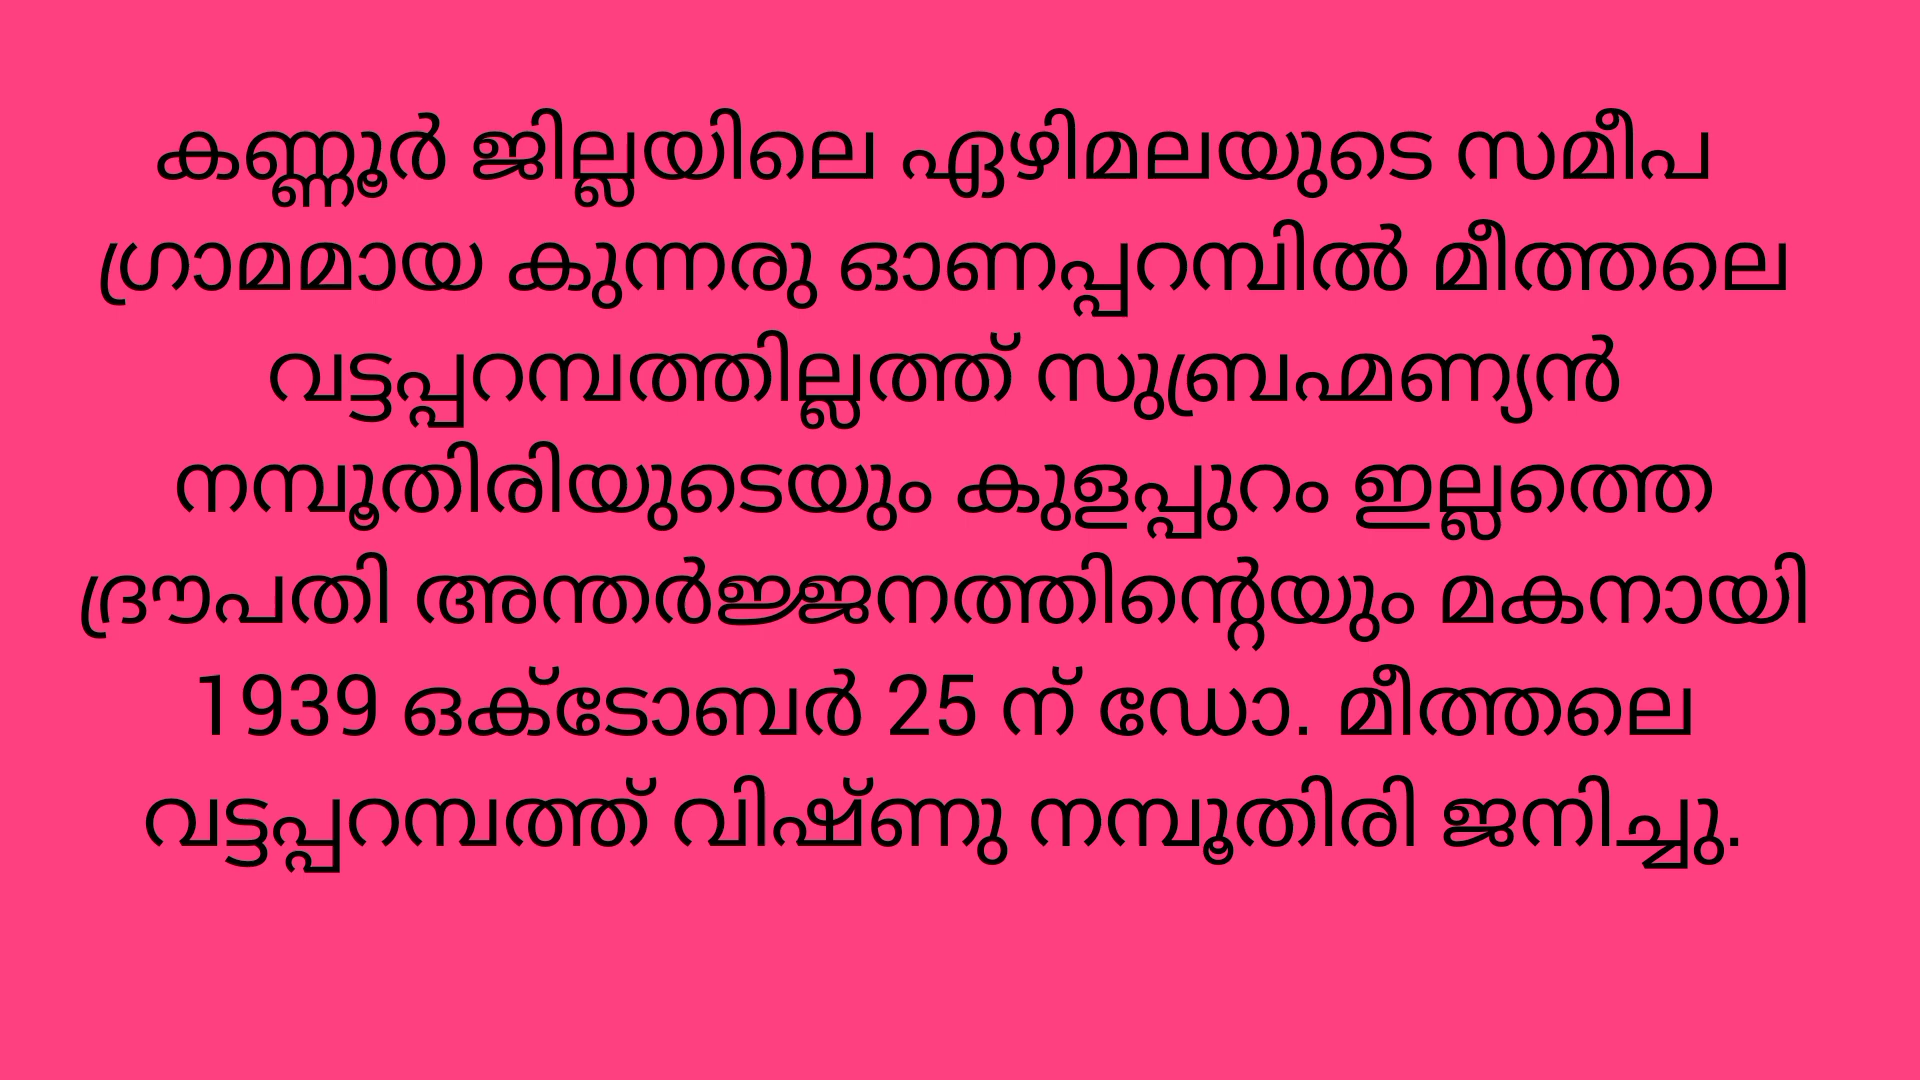 കണ്ണൂർ ജില്ലയിലെ ഏഴിമലയുടെ സമീപ
ഗ്രാമമായ കുന്നരു ഓണപ്പറമ്പിൽ മീത്തലെ
വട്ടപ്പറമ്പത്തില്ലത്ത് സുബ്രഹ്മണ്യൻ
നമ്പൂതിരിയുടെയും കുളപ്പുറം ഇല്ലത്തെ
ദ്രൗപതി അന്തർജ്ജനത്തിന്റെയും മകനായി
1939 ഒക്ടോബർ 25 ന് ഡോ. മീത്തലെ
വട്ടപ്പറമ്പത്ത് വിഷ്ണു നമ്പൂതിരി ജനിച്ചു.